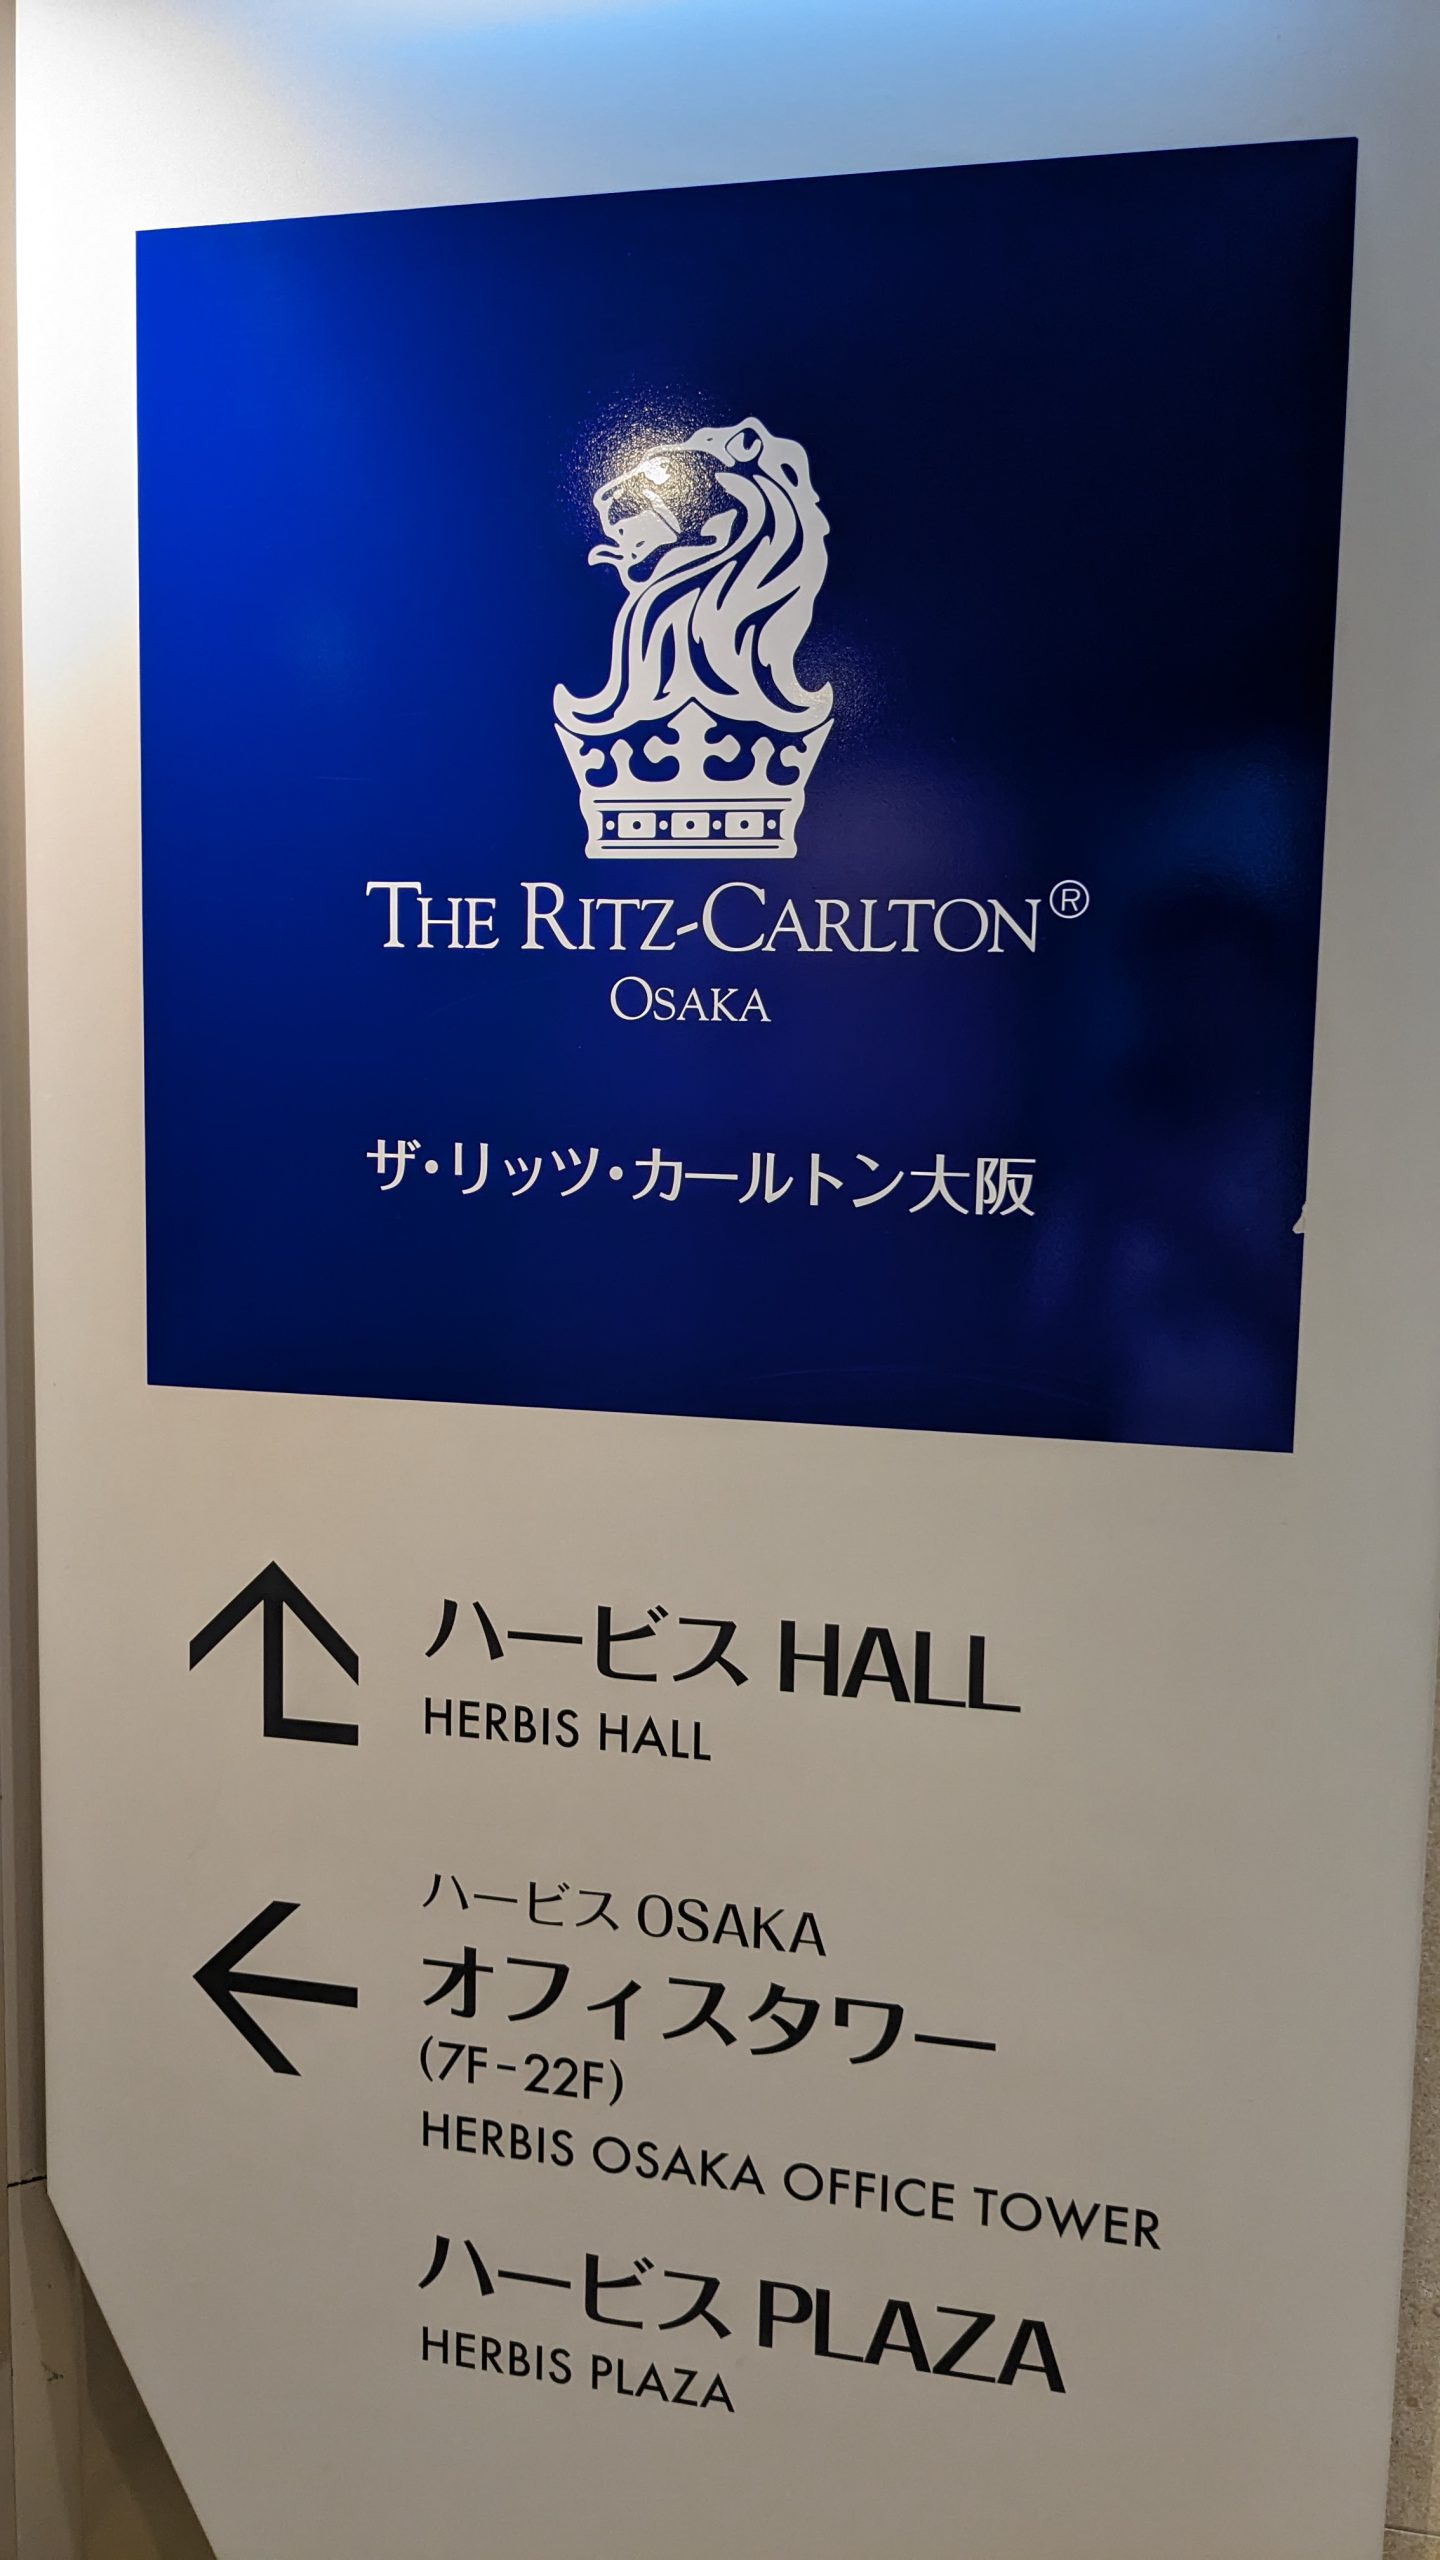 THE RITZ-CARLTON®
OSAKA
ザ・リッツ・カールトン大阪
ハービス HALL
HERBIS HALL
ハービス OSAKA
オフィスタワー
(7F-22F)
HERBIS OSAKA OFFICE TOWER
ハービス PLAZA
HERBIS PLAZA